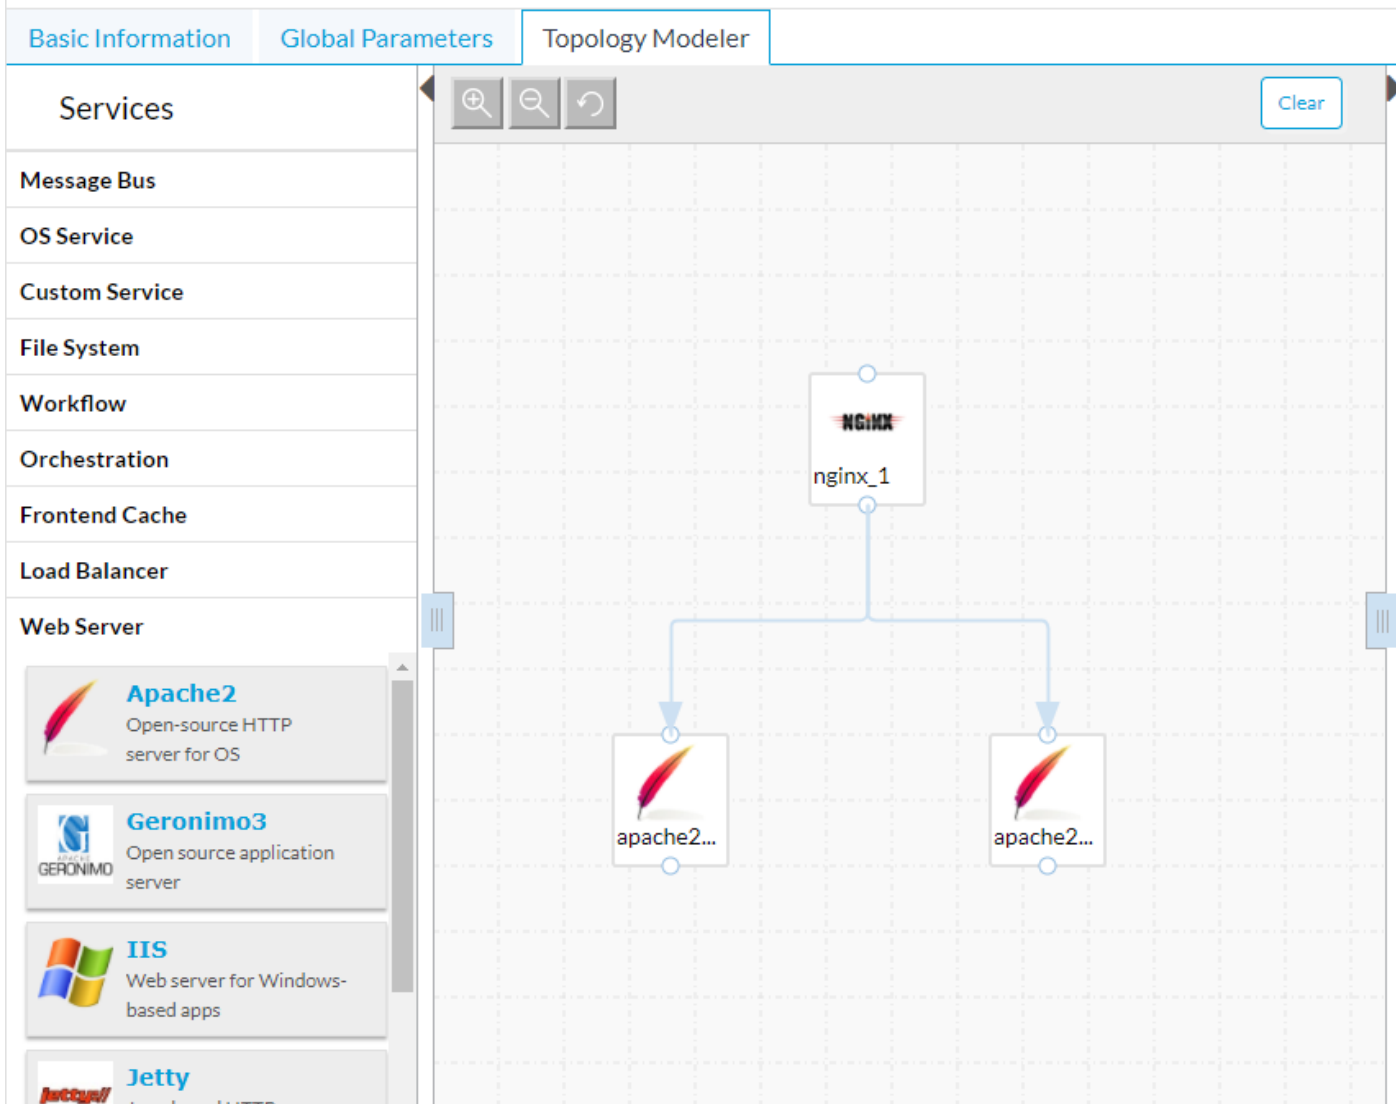 Basic Information
Global Parameters
Topology Modeler
Services
Clear
Message Bus
OS Service
Custom Service
File System
Workflow
Orchestration
Frontend Cache
Load Balancer
Web Server
Apache2
Open-source HTTP
server for OS
Geronimo3
Open source application
server
APACHE
GERONIMO
IIS
Web server for Windows-
based apps
Jetty
jetty://
NGiNX
nginx_1
apache2...
apache2...